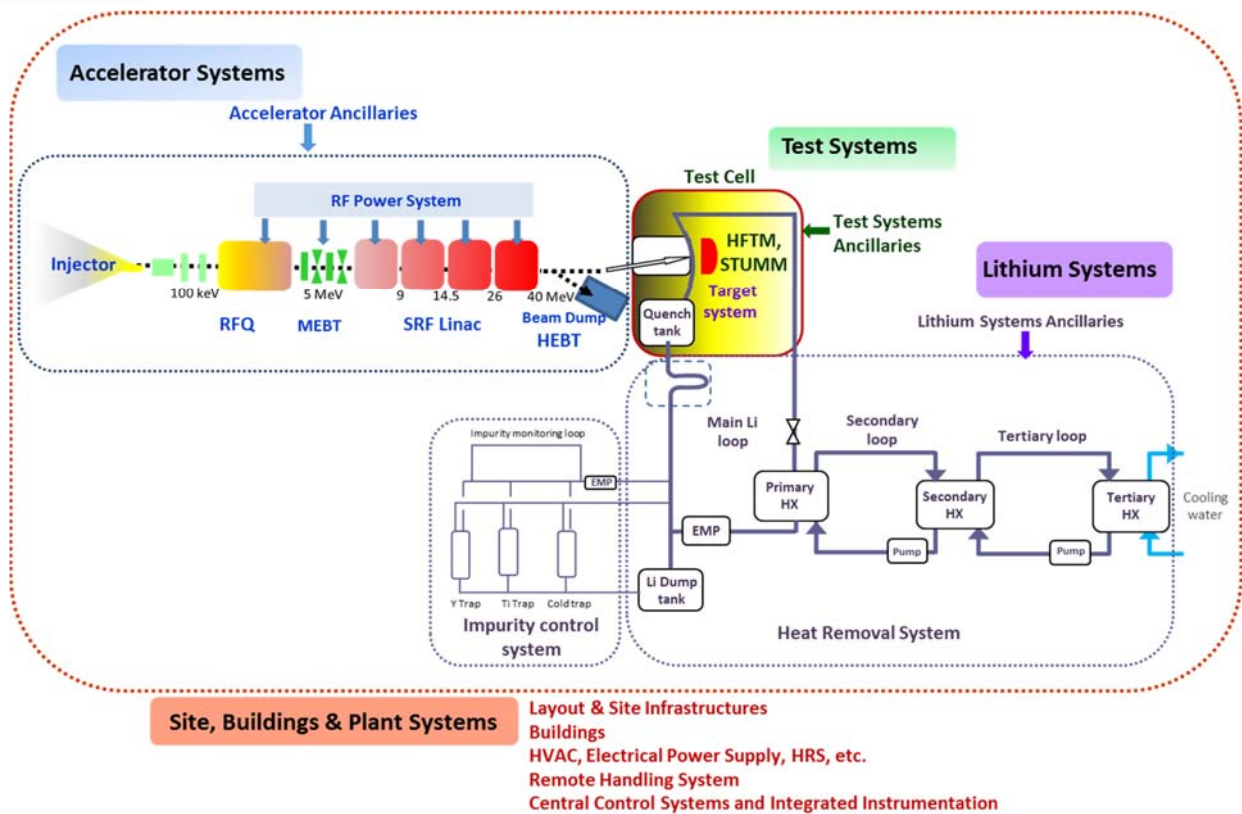 Accelerator Systems
Accelerator Ancillaries
RF Power System
Injector
100 keV
5 MeV
9
14.5
26
40 MeV
RFQ
MEBT
SRF Linac
Beam Dump
HEBT
Test Systems
Test Cell
HFTM,
STUMM
Target
system
Quench
tank
Test Systems
Ancillaries
Lithium Systems
Lithium Systems Ancillaries
Main Li
loop
Secondary
loop
Tertiary loop
Primary
HX
Secondary
HX
Tertiary
HX
Cooling
water
EMP
Pump
Pump
Li Dump
tank
Heat Removal System
Impurity monitoring loop
EMP
Y Trap
Ti Trap
Cold trap
Impurity control
system
Site, Buildings & Plant Systems
Layout & Site Infrastructures
Buildings
HVAC, Electrical Power Supply, HRS, etc.
Remote Handling System
Central Control Systems and Integrated Instrumentation